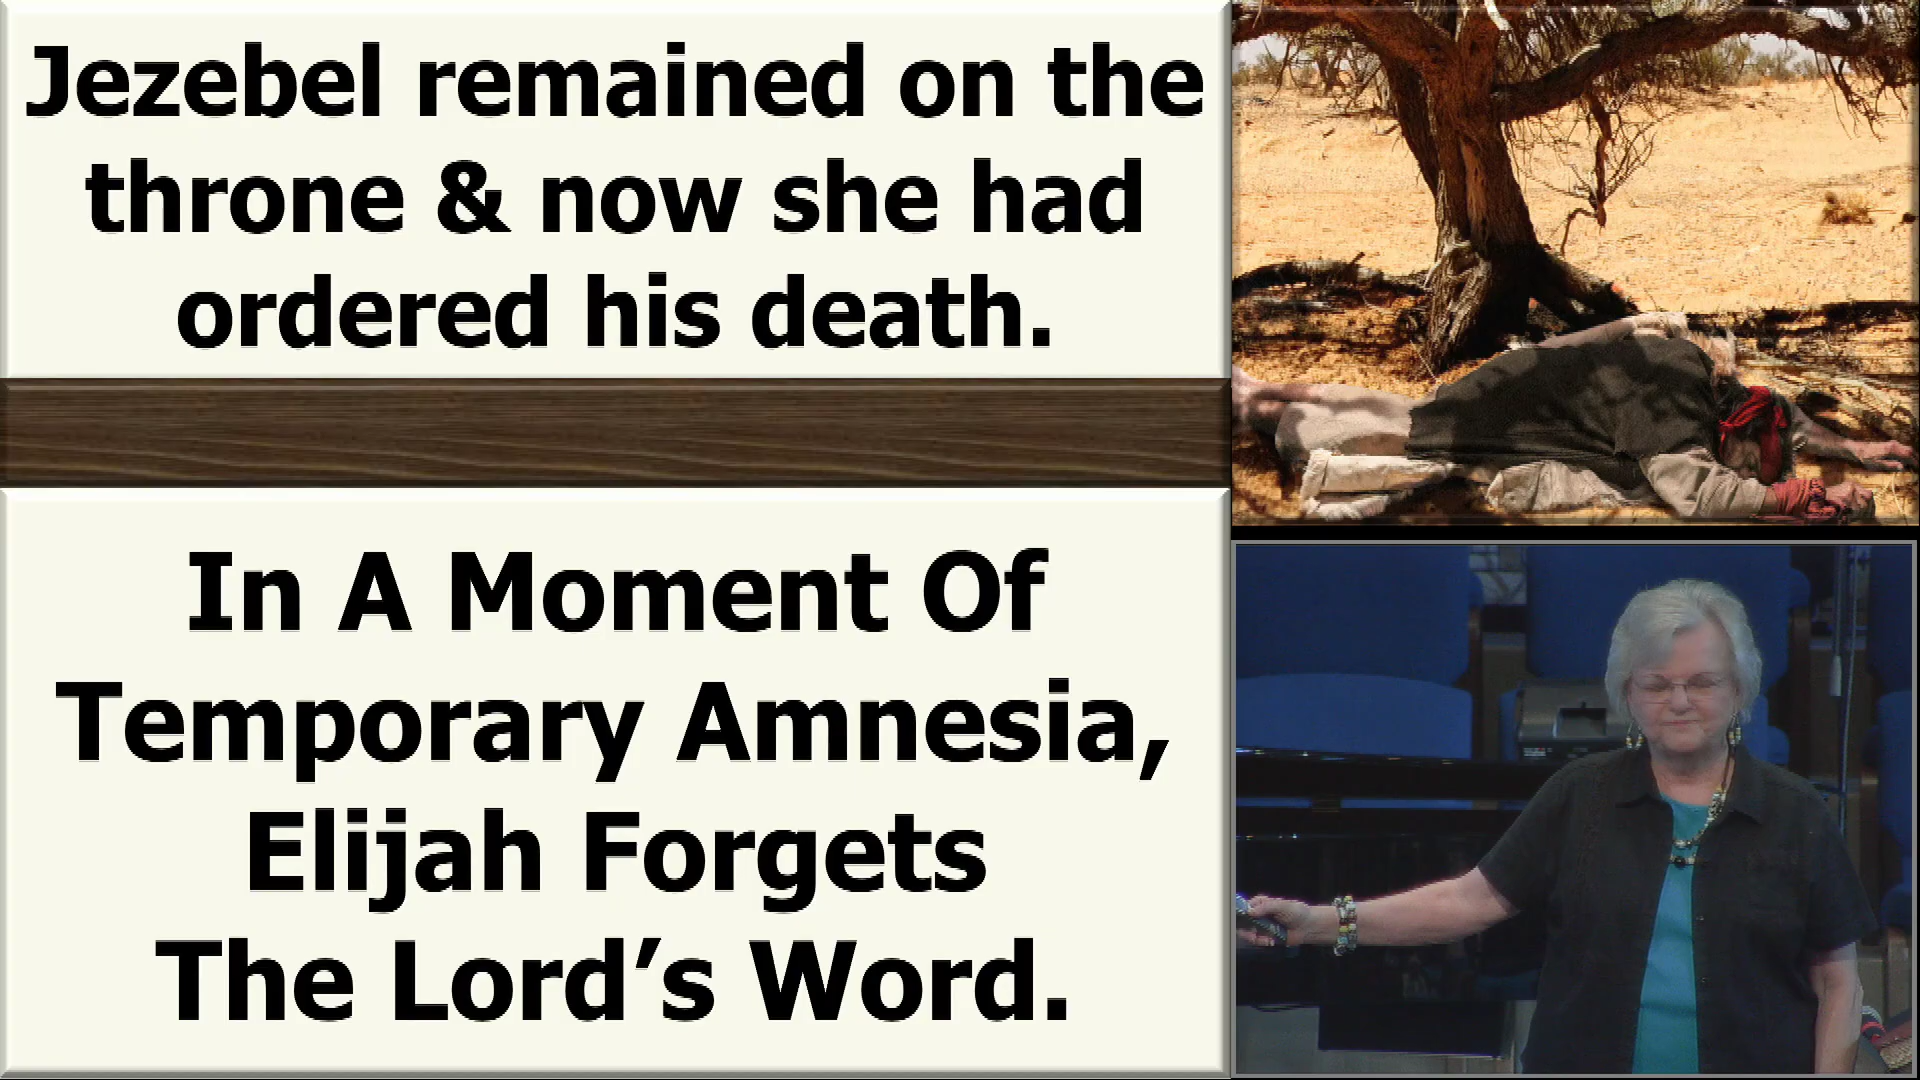 Jezebel remained on the
throne & now she had
ordered his death.
In A Moment Of
Temporary Amnesia,
Elijah Forgets
The Lord’s Word.